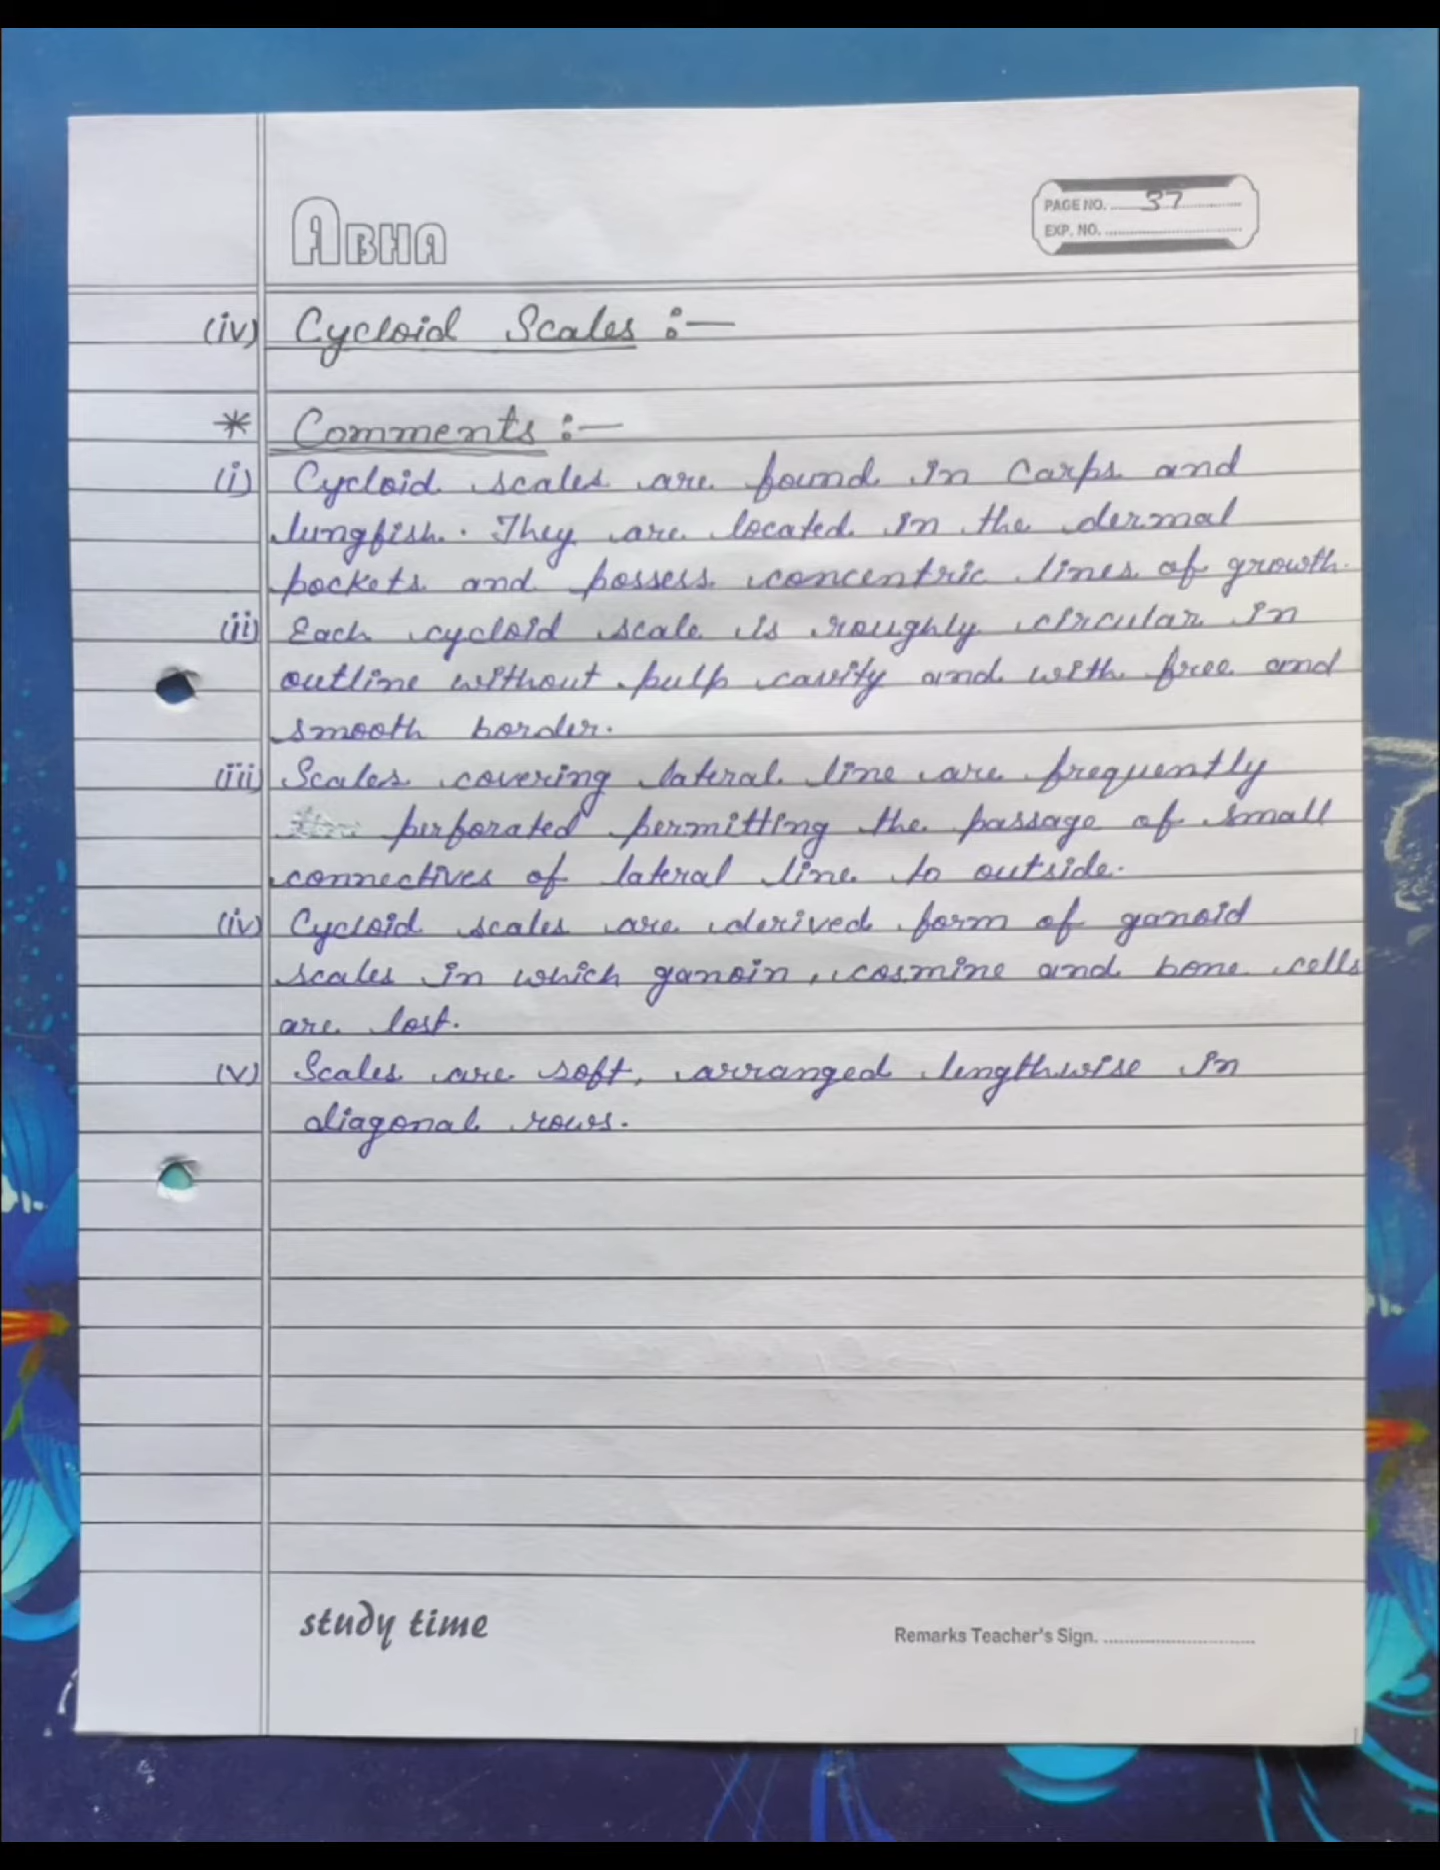 ABHA
PAGE NO. 37
EXP. NO.
(iv) Cycloid Scales :—
* Comments :—
(i) Cycloid scales are found in Carps and
lungfish. They are located in the dermal
pockets and possess concentric lines of growth.
(ii) Each cycloid scale is roughly circular in
outline without pulp cavity and with free and
smooth border.
(iii) Scales covering lateral line are frequently
perforated permitting the passage of small
connectives of lateral line to outside.
(iv) Cycloid scales are derived form of ganoid
scales in which ganoin, cosmine and bone cells
are lost.
(v) Scales are soft, arranged lengthwise in
diagonal rows.
study time
Remarks Teacher's Sign.